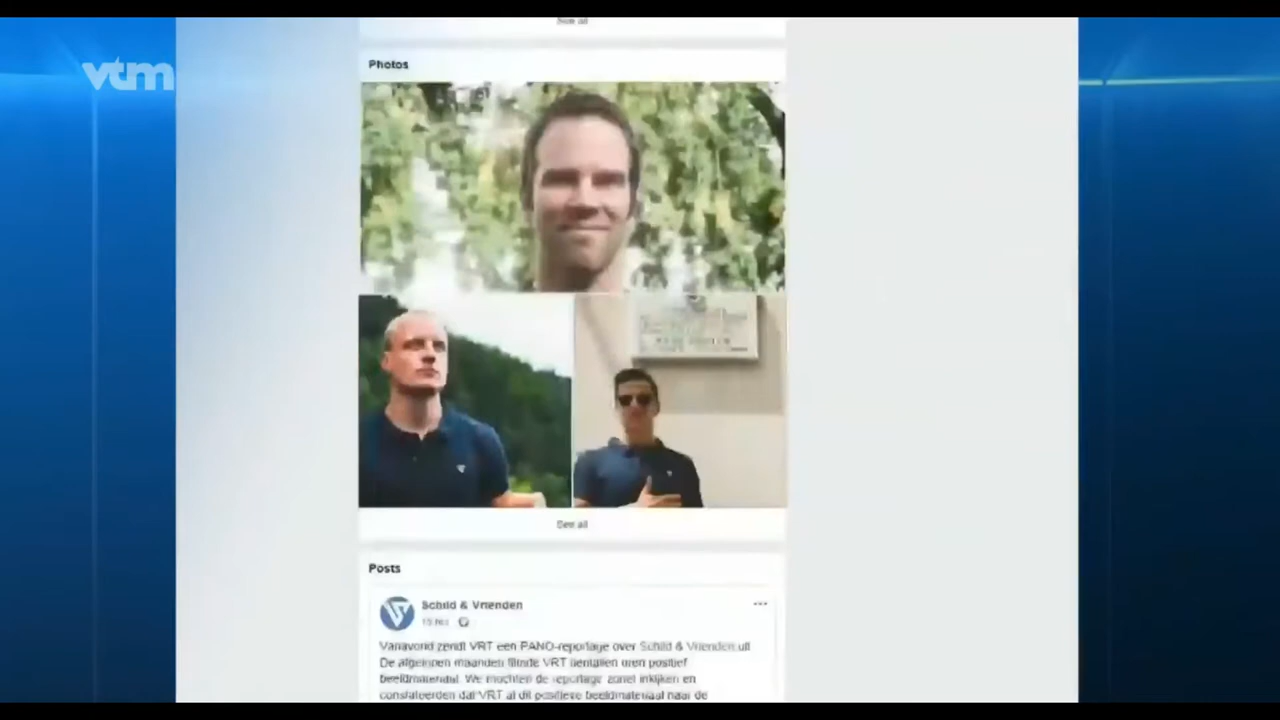 See all
vtm
Photos
See all
Posts
Schild & Vrienden
Vanavond zendt VRT een PANO-reportage over Schild & Vrienden uit
De afgelopen maanden filmde VRT tientallen uren positief
beeldmateriaal. We mochten de reportage zonet inkijken en
constateerden dat VRT al dit positieve beeldmateriaal naar de